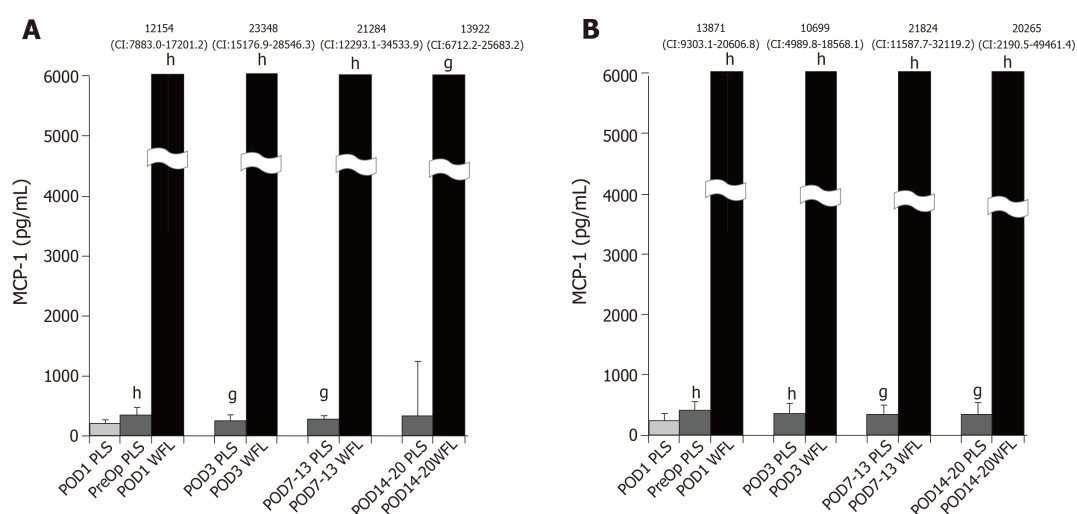 A
12154
(CI:7883.0-17201.2)
23348
(CI:15176.9-28546.3)
21284
(CI:12293.1-34533.9)
13922
(CI:6712.2-25683.2)
h
h
h
g
6000
5000
4000
3000
2000
1000
0
MCP-1 (pg/mL)
h
g
g
POD1 PLS
PreOp PLS
POD1 WFL
POD3 PLS
POD3 WFL
POD7-13 PLS
POD7-13 WFL
POD14-20 PLS
POD14-20WFL
B
13871
(CI:9303.1-20606.8)
10699
(CI:4989.8-18568.1)
21824
(CI:11587.7-32119.2)
20265
(CI:2190.5-49461.4)
h
h
h
h
6000
5000
4000
3000
2000
1000
0
MCP-1 (pg/mL)
h
h
g
g
POD1 PLS
PreOp PLS
POD1 WFL
POD3 PLS
POD3 WFL
POD7-13 PLS
POD7-13 WFL
POD14-20 PLS
POD14-20WFL